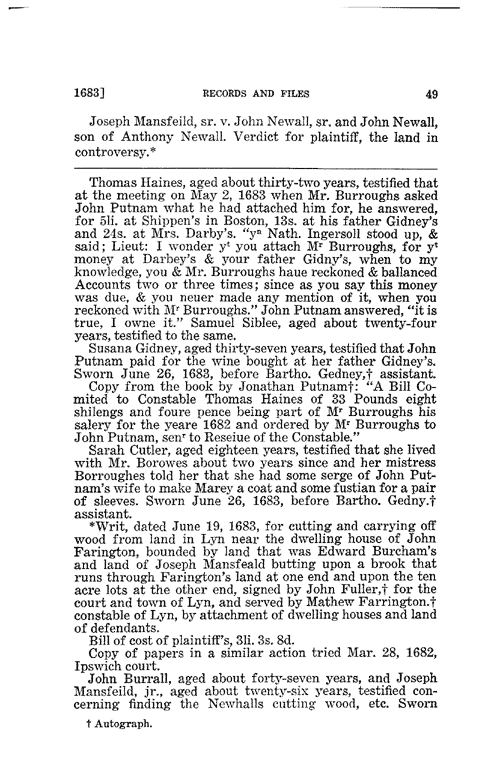 1683] RECORDS AND FILES 49
Joseph Mansfeild, sr. v. John Newall, sr. and John Newall,
son of Anthony Newall. Verdict for plaintiff, the land in
controversy.*
Thomas Haines, aged about thirty-two years, testified that
at the meeting on May 2, 1683 when Mr. Burroughs asked
John Putnam what he had attached him for, he answered,
for 5li. at Shippen's in Boston, 13s. at his father Gidney's
and 24s. at Mrs. Darby's. "yⁿ Nath. Ingersoll stood up, &
said; Lieut: I wonder yᵗ you attach Mʳ Burroughs, for yᵗ
money at Darbey's & your father Gidny's, when to my
knowledge, you & Mr. Burroughs haue reckoned & ballanced
Accounts two or three times; since as you say this money
was due, & you neuer made any mention of it, when you
reckoned with Mʳ Burroughs." John Putnam answered, "it is
true, I owne it." Samuel Siblee, aged about twenty-four
years, testified to the same.
Susana Gidney, aged thirty-seven years, testified that John
Putnam paid for the wine bought at her father Gidney's.
Sworn June 26, 1683, before Bartho. Gedney,† assistant.
Copy from the book by Jonathan Putnam†: "A Bill Co-
mited to Constable Thomas Haines of 33 Pounds eight
shilengs and foure pence being part of Mʳ Burroughs his
salery for the yeare 1682 and ordered by Mʳ Burroughs to
John Putnam, senʳ to Reseiue of the Constable."
Sarah Cutler, aged eighteen years, testified that she lived
with Mr. Borowes about two years since and her mistress
Borroughes told her that she had some serge of John Put-
nam's wife to make Marey a coat and some fustian for a pair
of sleeves. Sworn June 26, 1683, before Bartho. Gedny.†
assistant.
*Writ, dated June 19, 1683, for cutting and carrying off
wood from land in Lyn near the dwelling house of John
Farington, bounded by land that was Edward Burcham's
and land of Joseph Mansfeald butting upon a brook that
runs through Farington's land at one end and upon the ten
acre lots at the other end, signed by John Fuller,† for the
court and town of Lyn, and served by Mathew Farrington.†
constable of Lyn, by attachment of dwelling houses and land
of defendants.
Bill of cost of plaintiff's, 3li. 3s. 8d.
Copy of papers in a similar action tried Mar. 28, 1682,
Ipswich court.
John Burrall, aged about forty-seven years, and Joseph
Mansfeild, jr., aged about twenty-six years, testified con-
cerning finding the Newhalls cutting wood, etc. Sworn
† Autograph.